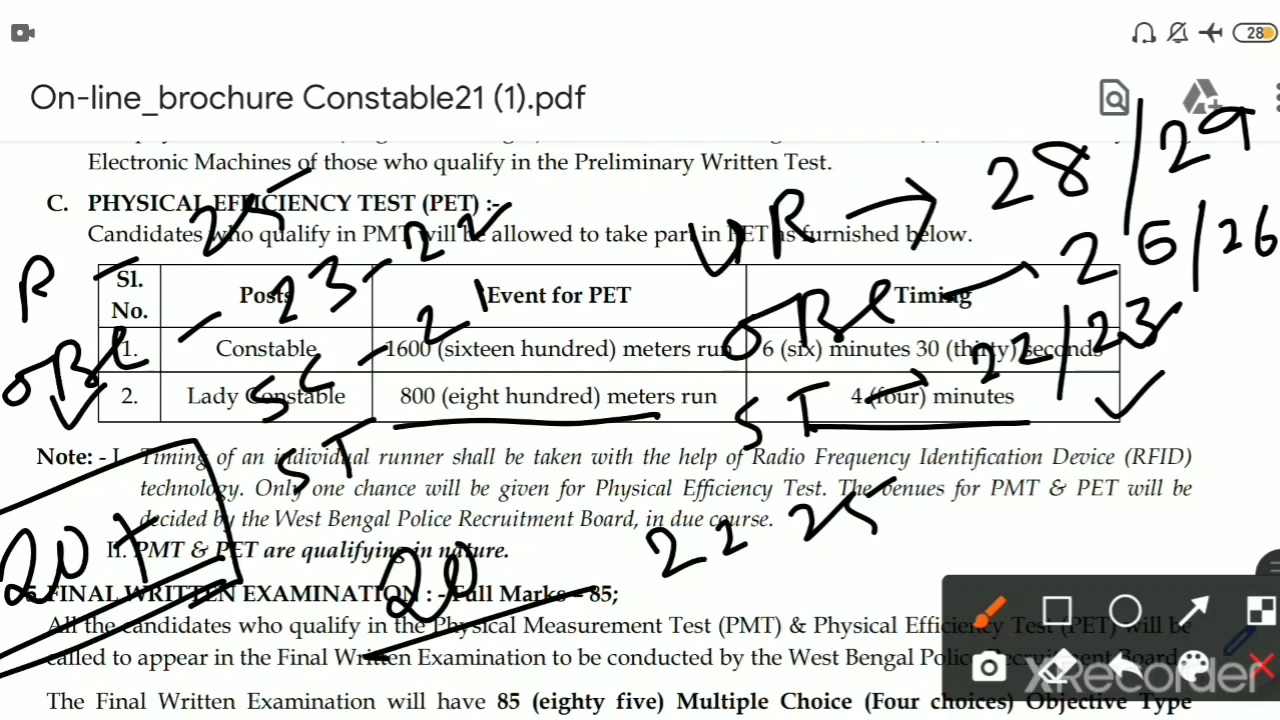 28
On-line_brochure Constable21 (1).pdf
Electronic Machines of those who qualify in the Preliminary Written Test.
28/29
C. PHYSICAL EFFICIENCY TEST (PET) :-
25
UR
Candidates who qualify in PMT will be allowed to take part in PET as furnished below.
22
26
Sl. No.
Posts
Event for PET
Timing
23
21
OBC
1. Constable 1600 (sixteen hundred) meters run 6 (six) minutes 30 (thirty) seconds
OBC
22/23
2. Lady Constable 800 (eight hundred) meters run 4 (four) minutes
SC
ST
ST
Note: - I. Timing of an individual runner shall be taken with the help of Radio Frequency Identification Device (RFID)
technology. Only one chance will be given for Physical Efficiency Test. The venues for PMT & PET will be
decided by the West Bengal Police Recruitment Board, in due course.
22 25
II. PMT & PET are qualifying in nature.
20+
20
FINAL WRITTEN EXAMINATION : - Full Marks – 85;
All the candidates who qualify in the Physical Measurement Test (PMT) & Physical Efficiency Test (PET) will be
called to appear in the Final Written Examination to be conducted by the West Bengal Police Recruitment Board
XRecorder
The Final Written Examination will have 85 (eighty five) Multiple Choice (Four choices) Objective Type